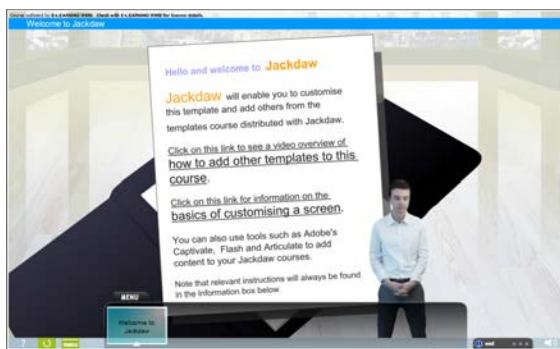 Course authored by E-LEARNING WMB. Check with E-LEARNING WMB for license details.
Welcome to Jackdaw
Hello and welcome to Jackdaw
Jackdaw will enable you to customise
this template and add others from the
templates course distributed with Jackdaw.
Click on this link to see a video overview of
how to add other templates to this
course.
Click on this link for information on the
basics of customising a screen.
You can also use tools such as Adobe's
Captivate, Flash and Articulate to add
content to your Jackdaw courses.
Note that relevant instructions will always be found
in the Information box below
MENU
Welcome to
Jackdaw
?
end